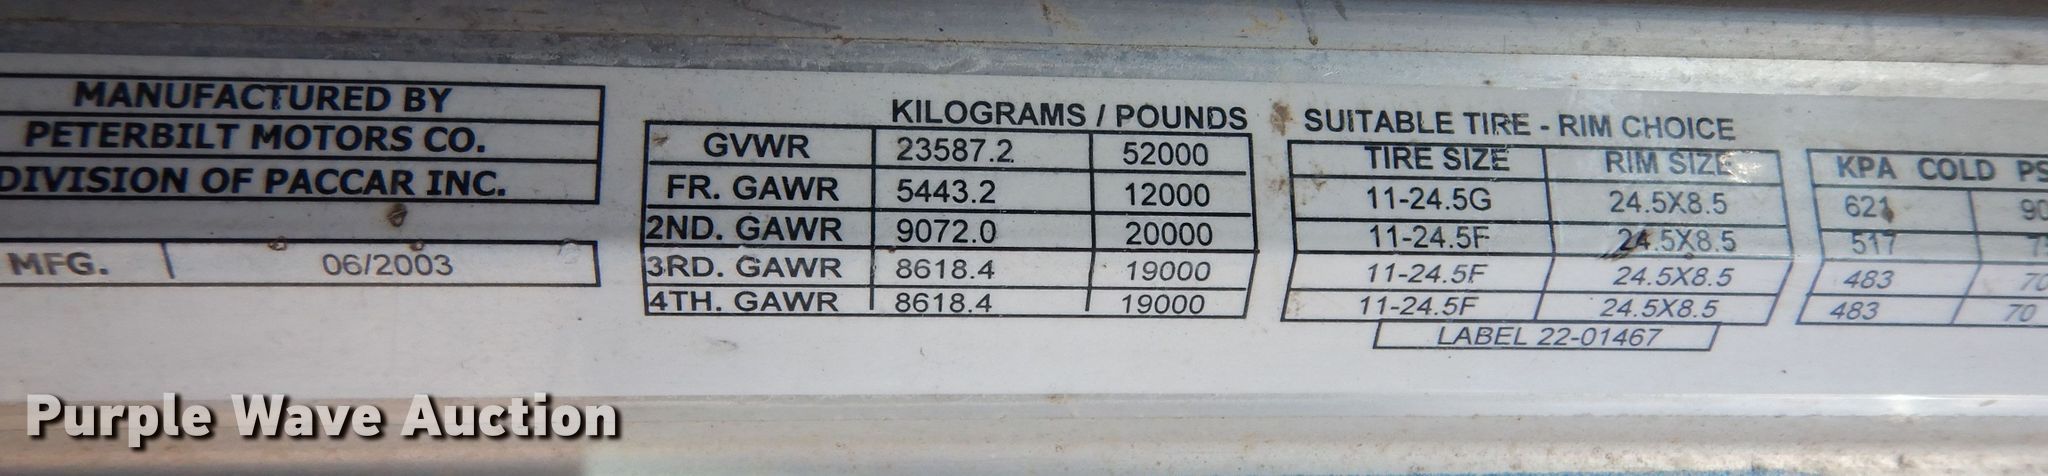 MANUFACTURED BY
PETERBILT MOTORS CO.
DIVISION OF PACCAR INC.
MFG. 06/2003
KILOGRAMS / POUNDS
GVWR 23587.2 52000
FR. GAWR 5443.2 12000
2ND. GAWR 9072.0 20000
3RD. GAWR 8618.4 19000
4TH. GAWR 8618.4 19000
SUITABLE TIRE - RIM CHOICE
TIRE SIZE RIM SIZE
11-24.5G 24.5X8.5
11-24.5F 24.5X8.5
11-24.5F 24.5X8.5
11-24.5F 24.5X8.5
LABEL 22-01467
KPA COLD PS
621 90
517
483 70
483 70
Purple Wave Auction